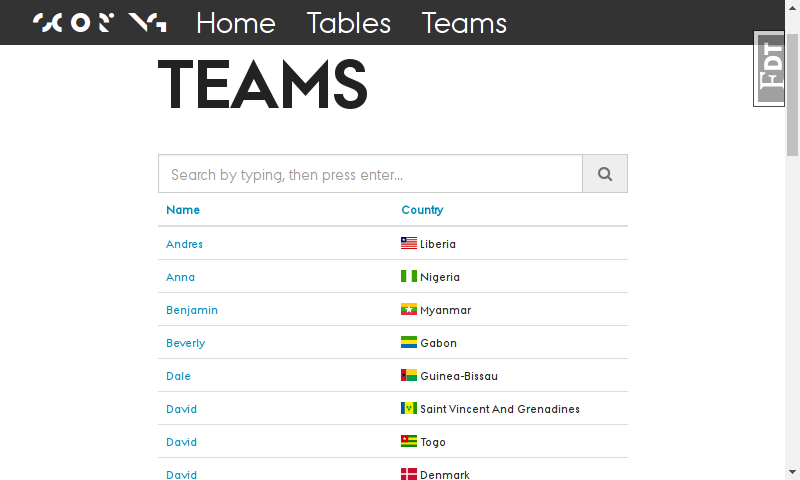 Home Tables Teams
FDT
TEAMS
Search by typing, then press enter...
Name Country
Andres Liberia
Anna Nigeria
Benjamin Myanmar
Beverly Gabon
Dale Guinea-Bissau
David Saint Vincent And Grenadines
David Togo
David Denmark